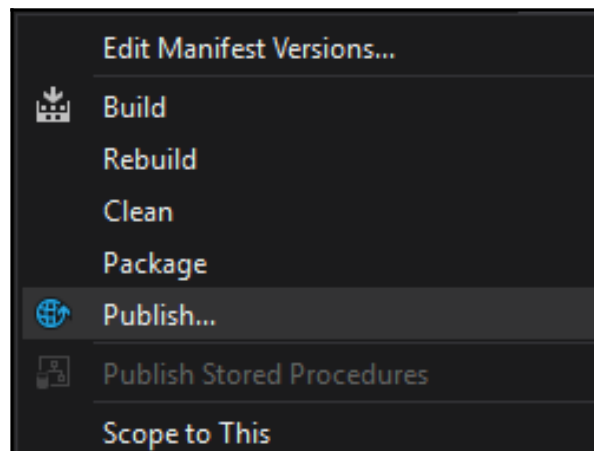 Edit Manifest Versions...
Build
Rebuild
Clean
Package
Publish...
Publish Stored Procedures
Scope to This